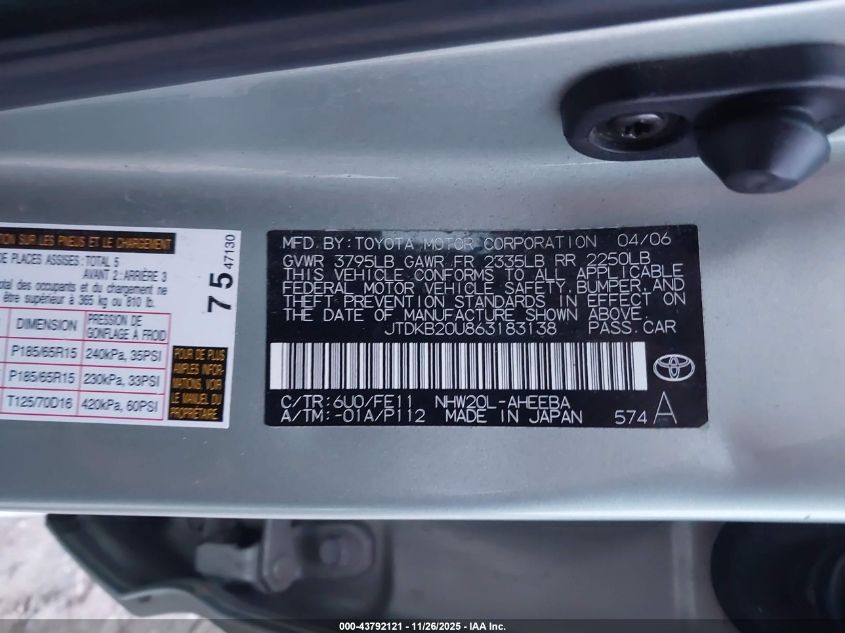 TION SUR LES PNEUS ET LE CHARGEMENT
DE PLACES ASSISES: TOTAL 5
AVANT 2: ARRIÈRE 3
total des occupants et du chargement ne
être supérieur à 365 kg ou 810 lb.
75
47130
DIMENSION
PRESSION DE GONFLAGE À FROID
P185/65R15 240kPa, 35PSI
P185/65R15 230kPa, 33PSI
T125/70D16 420kPa, 60PSI
POUR DE PLUS
AMPLES INFOR-
MATIONS, VOIR
LE MANUEL DU
PROPRIÉTAIRE
MFD. BY: TOYOTA MOTOR CORPORATION 04/06
GVWR 3795LB GAWR FR 2335LB RR 2250LB
THIS VEHICLE CONFORMS TO ALL APPLICABLE
FEDERAL MOTOR VEHICLE SAFETY, BUMPER, AND
THEFT PREVENTION STANDARDS IN EFFECT ON
THE DATE OF MANUFACTURE SHOWN ABOVE.
JTDKB20U863183138 PASS. CAR
C/TR: 6U0/FE11 NHW20L-AHEEBA
A/TM: -01A/P112 MADE IN JAPAN 574 A
000-43792121 - 11/26/2025 - IAA Inc.